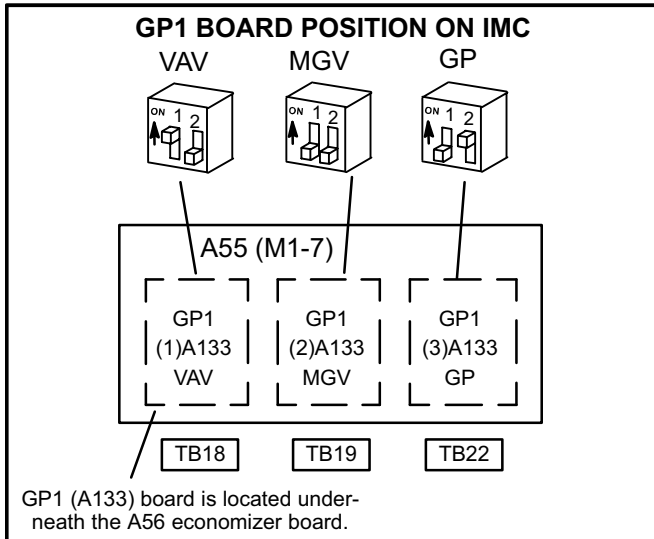 GP1 BOARD POSITION ON IMC
VAV MGV GP
ON 1 2 ON 1 2 ON 1 2
A55 (M1-7)
GP1 GP1 GP1
(1)A133 (2)A133 (3)A133
VAV MGV GP
TB18 TB19 TB22
GP1 (A133) board is located under-
neath the A56 economizer board.